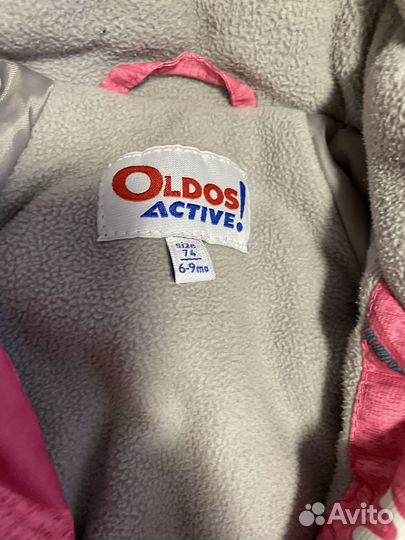 OLDOS
ACTIVE!
size
74
6-9mo
Avito